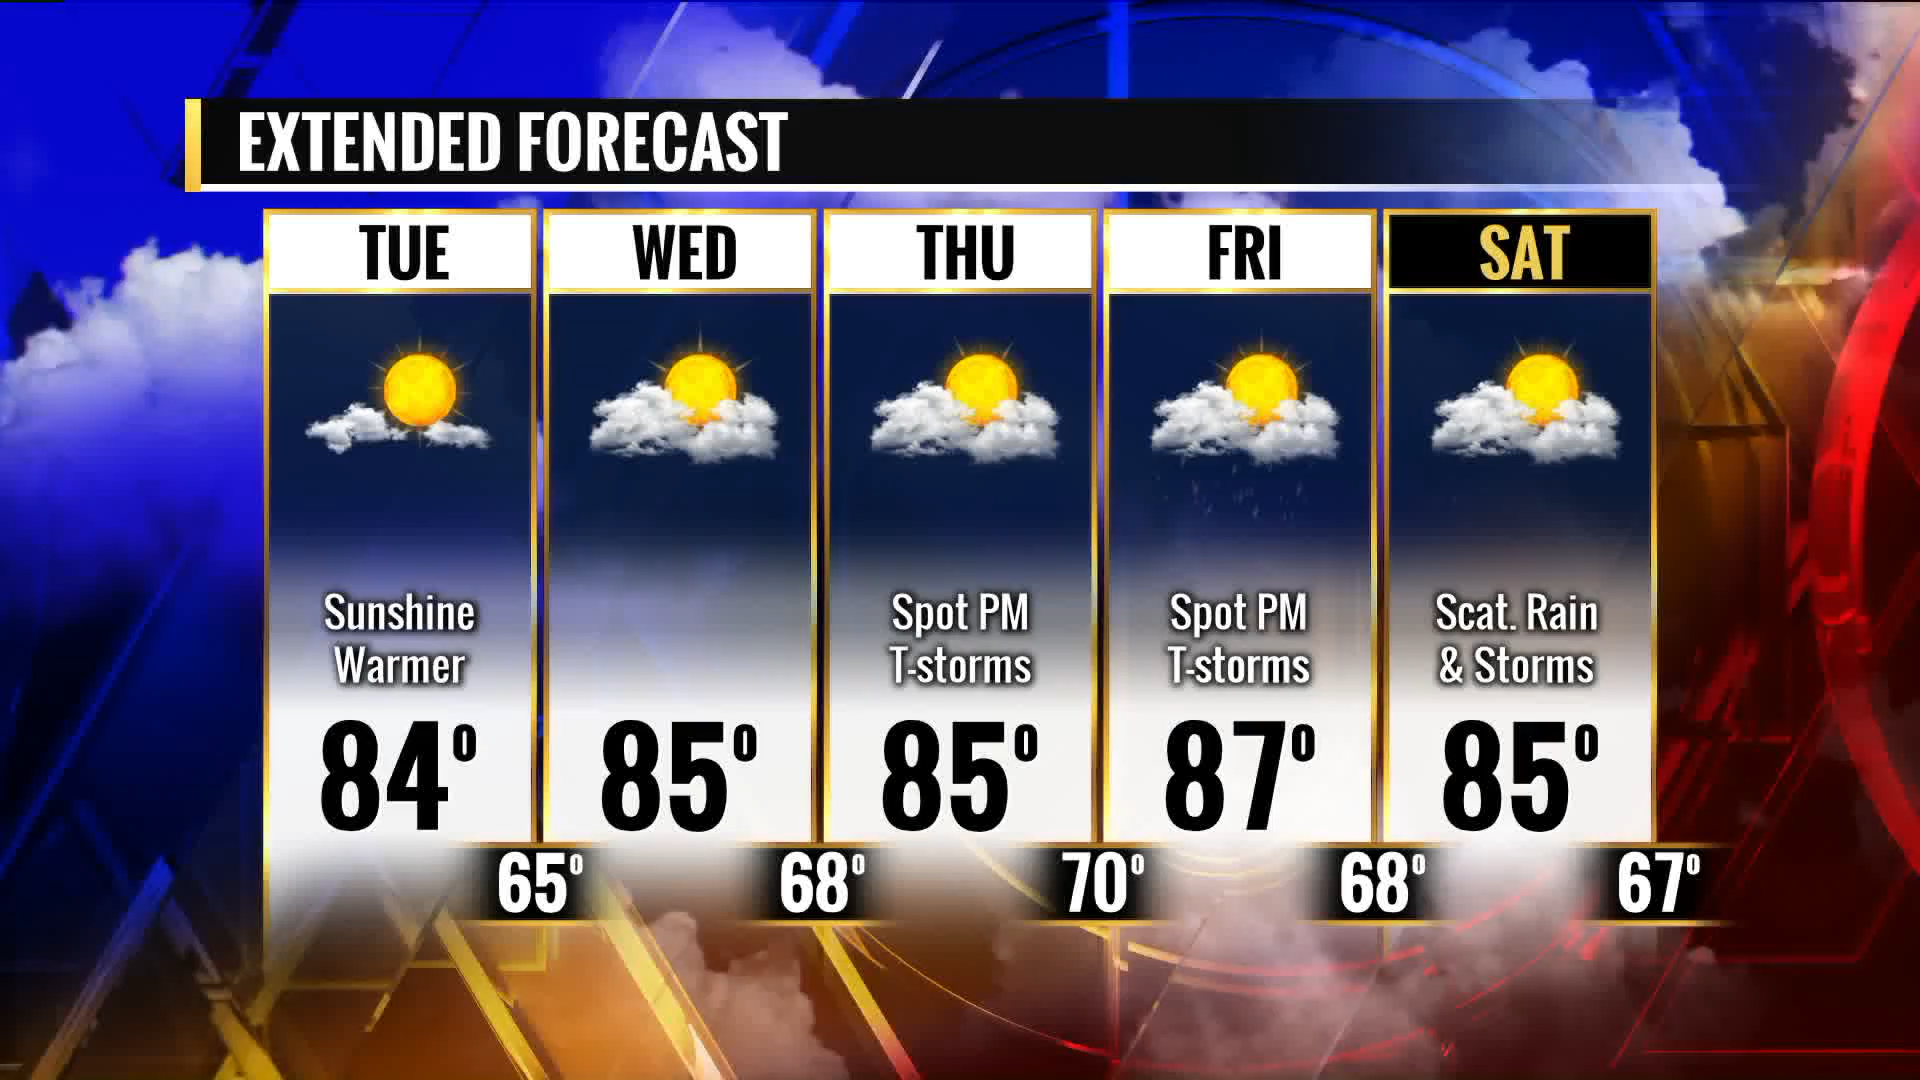 EXTENDED FORECAST
TUE
WED
THU
FRI
SAT
Sunshine
Warmer
Spot PM
T-storms
Spot PM
T-storms
Scat. Rain
& Storms
84°
85°
85°
87°
85°
65°
68°
70°
68°
67°